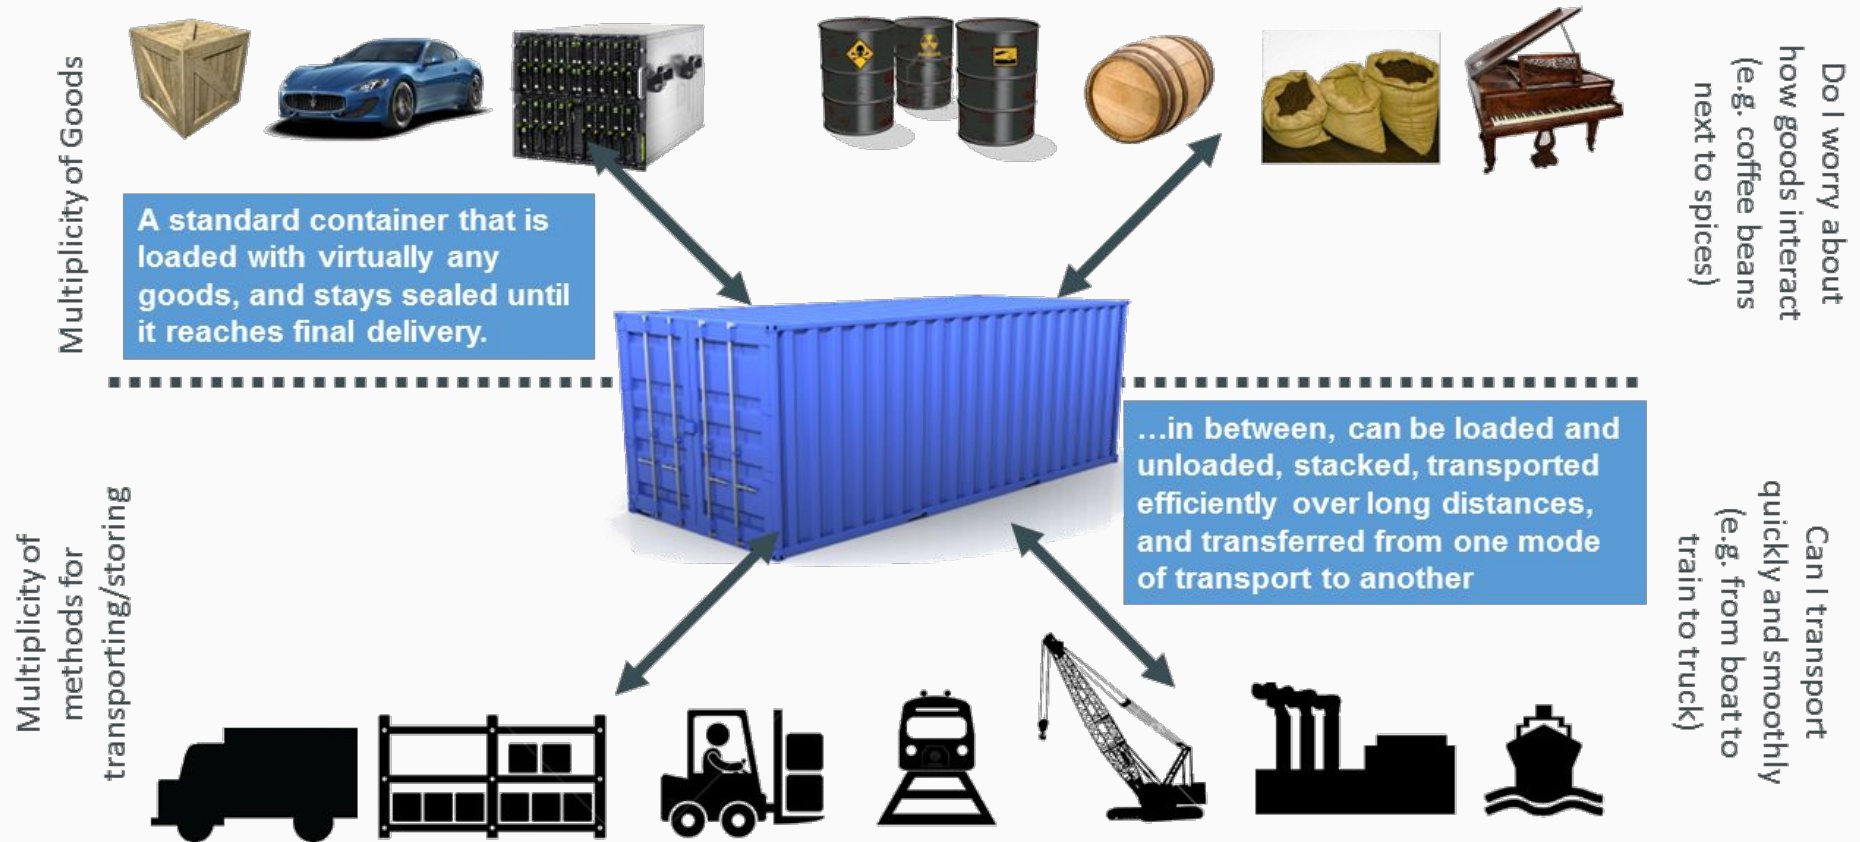 Multiplicity of Goods
Do I worry about
how goods interact
(e.g. coffee beans
next to spices)
A standard container that is
loaded with virtually any
goods, and stays sealed until
it reaches final delivery.
…in between, can be loaded and
unloaded, stacked, transported
efficiently over long distances,
and transferred from one mode
of transport to another
Multiplicity of
methods for
transporting/storing
Can I transport
quickly and smoothly
(e.g. from boat to
train to truck)